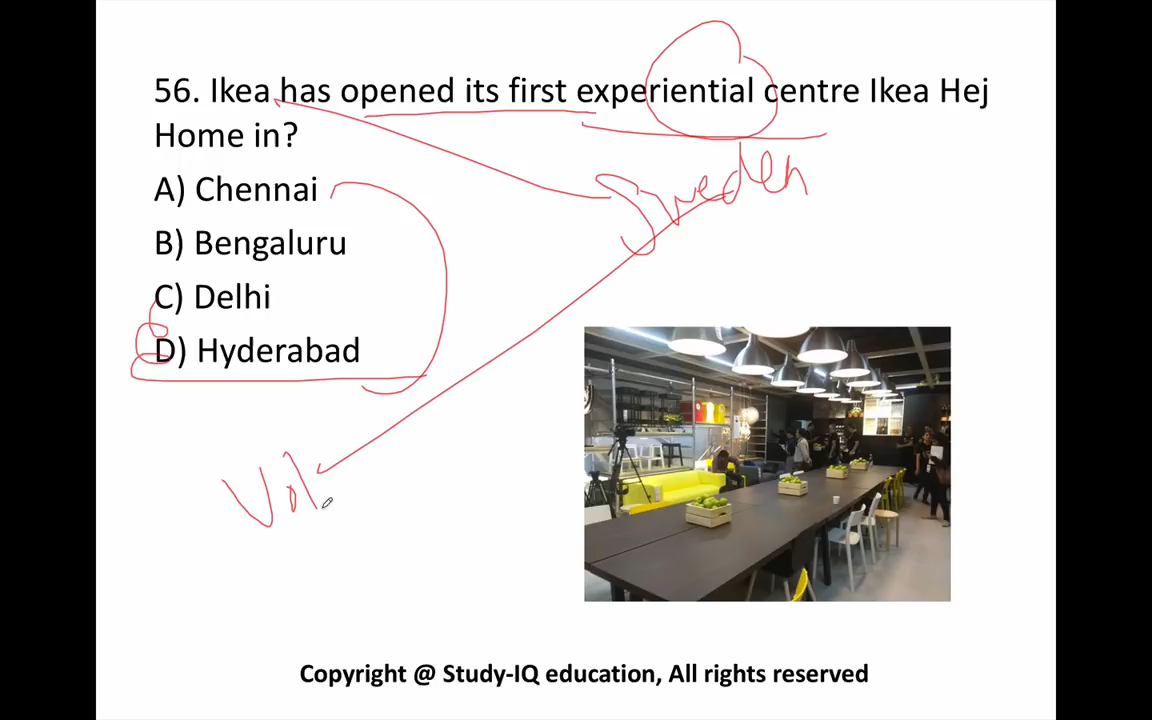 56. Ikea has opened its first experiential centre Ikea Hej
Home in?
Sweden
A) Chennai
B) Bengaluru
C) Delhi
D) Hyderabad
Vol
Copyright @ Study-IQ education, All rights reserved